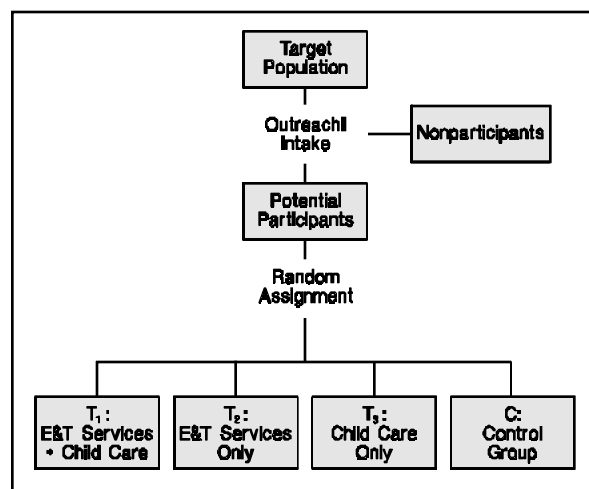 Target
Population
Outreachll
Intake
Nonparticipants
Potential
Participants
Random
Assignment
T₁:
E&T Services
+ Child Care
T₂:
E&T Services
Only
T₃:
Child Care
Only
C:
Control
Group